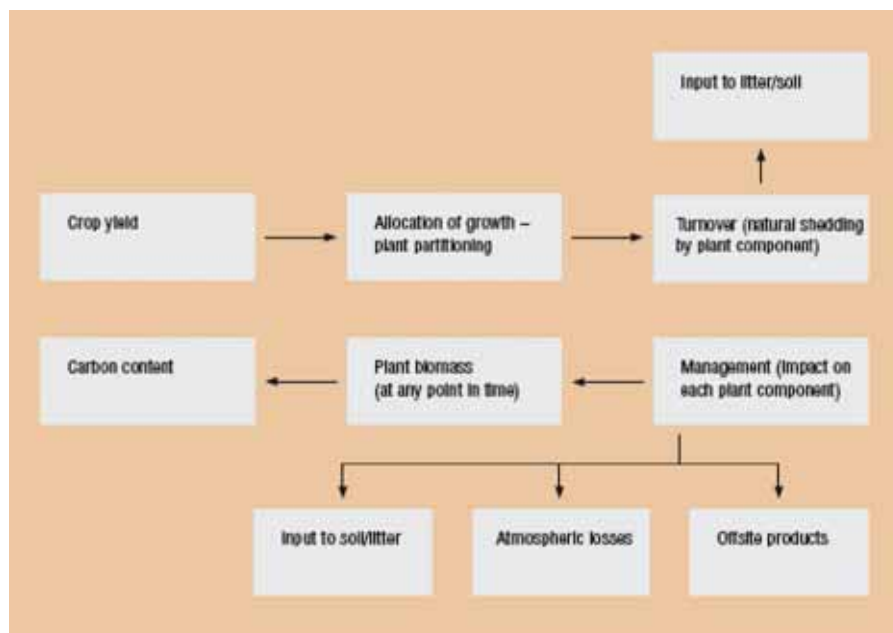 Input to litter/soil
Crop yield
Allocation of growth –
plant partitioning
Turnover (natural shedding
by plant component)
Carbon content
Plant biomass
(at any point in time)
Management (impact on
each plant component)
Input to soil/litter
Atmospheric losses
Offsite products